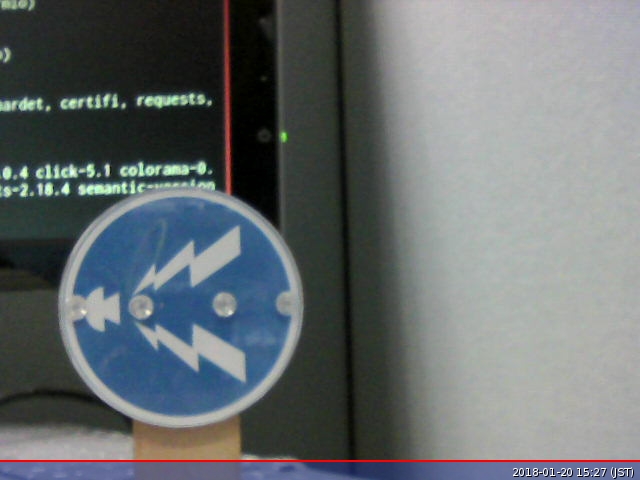 ardet, certifi, requests,
0.4 click-5.1 colorama-0.
ts-2.18.4 semantic-version
2018-01-20 15:27 (JST)